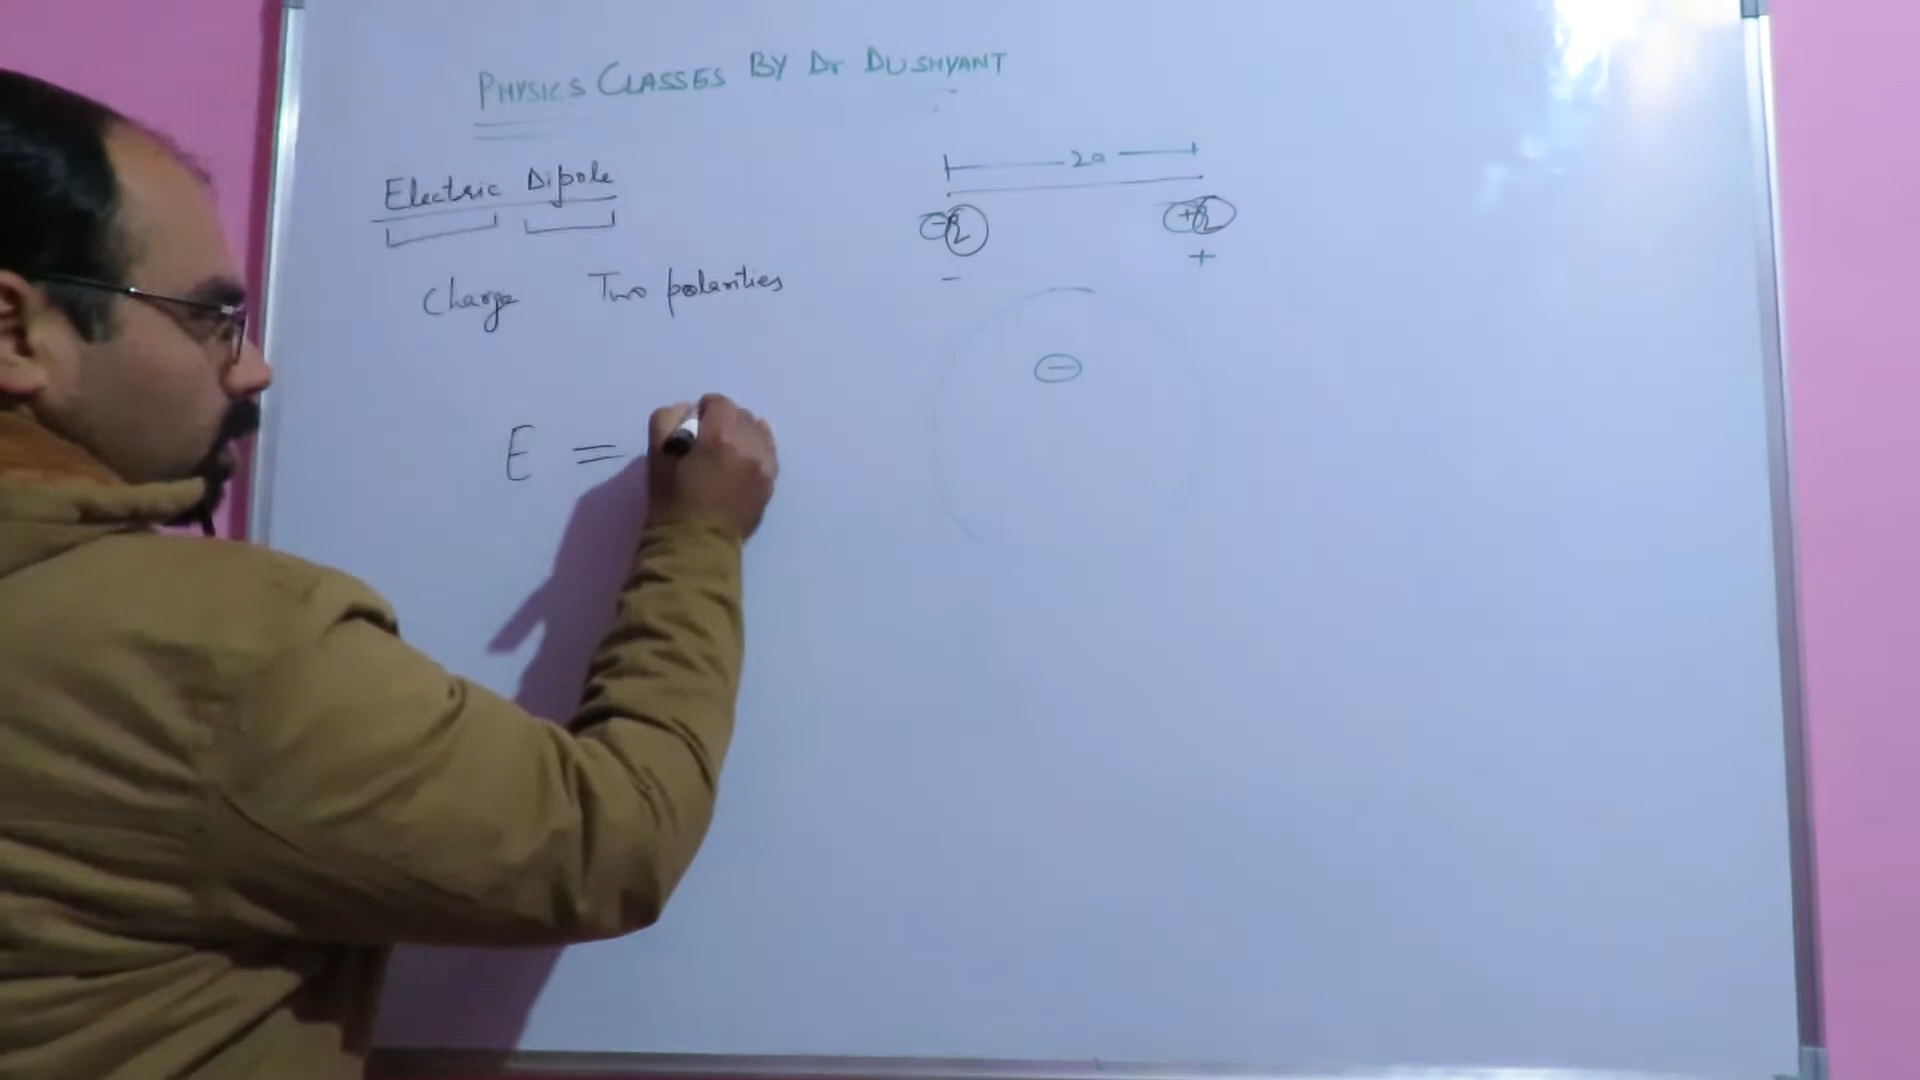 PHYSICS CLASSES BY Dr DUSHYANT
Electric Dipole
Charge Two polarities
2a
-q +q
- +
-
E =